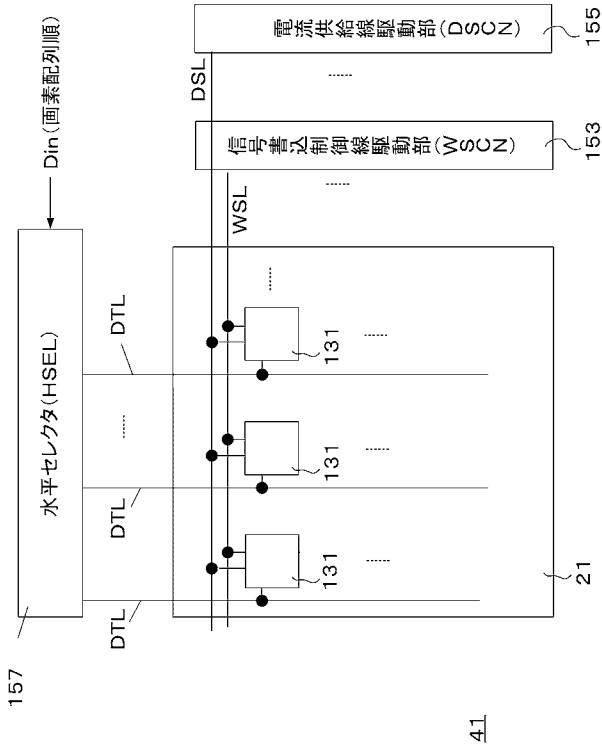 157
水平セレクタ(HSEL)
Din(画素配列順)
DTL
DTL
DTL
DSL
WSL
電流供給線駆動部(DSCN)
155
信号書込制御線駆動部(WSCN)
153
131
131
131
21
41